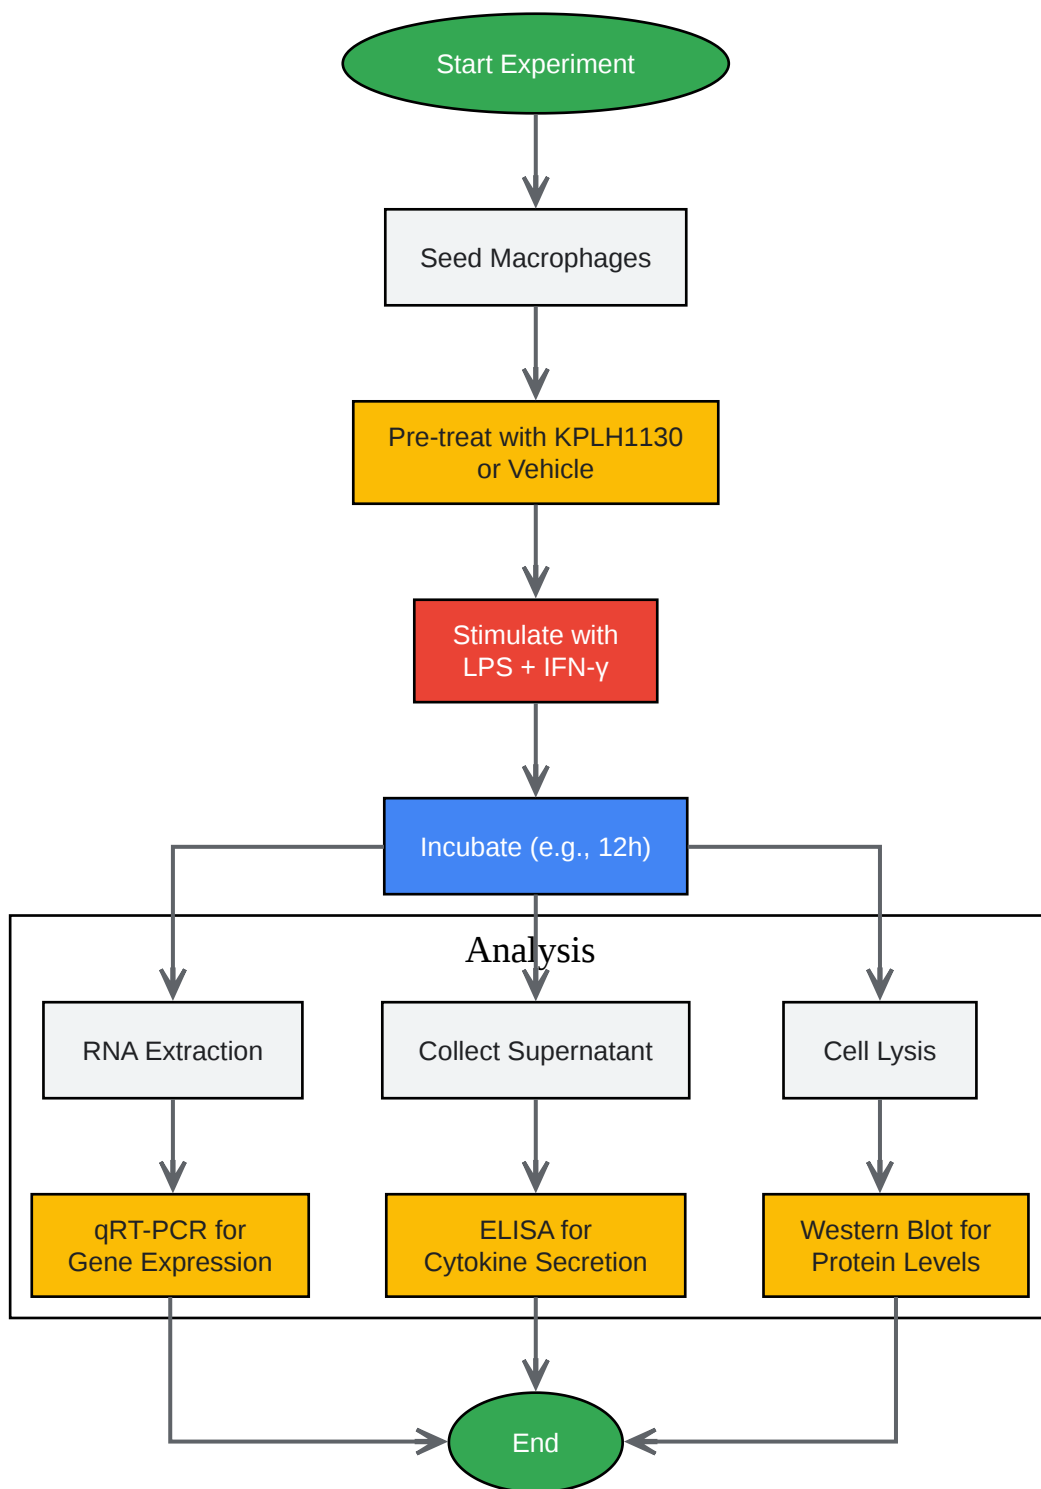 Start Experiment
Seed Macrophages
Pre-treat with KPLH1130
or Vehicle
Stimulate with
LPS + IFN-γ
Incubate (e.g., 12h)
Analysis
RNA Extraction
Collect Supernatant
Cell Lysis
qRT-PCR for
Gene Expression
ELISA for
Cytokine Secretion
Western Blot for
Protein Levels
End